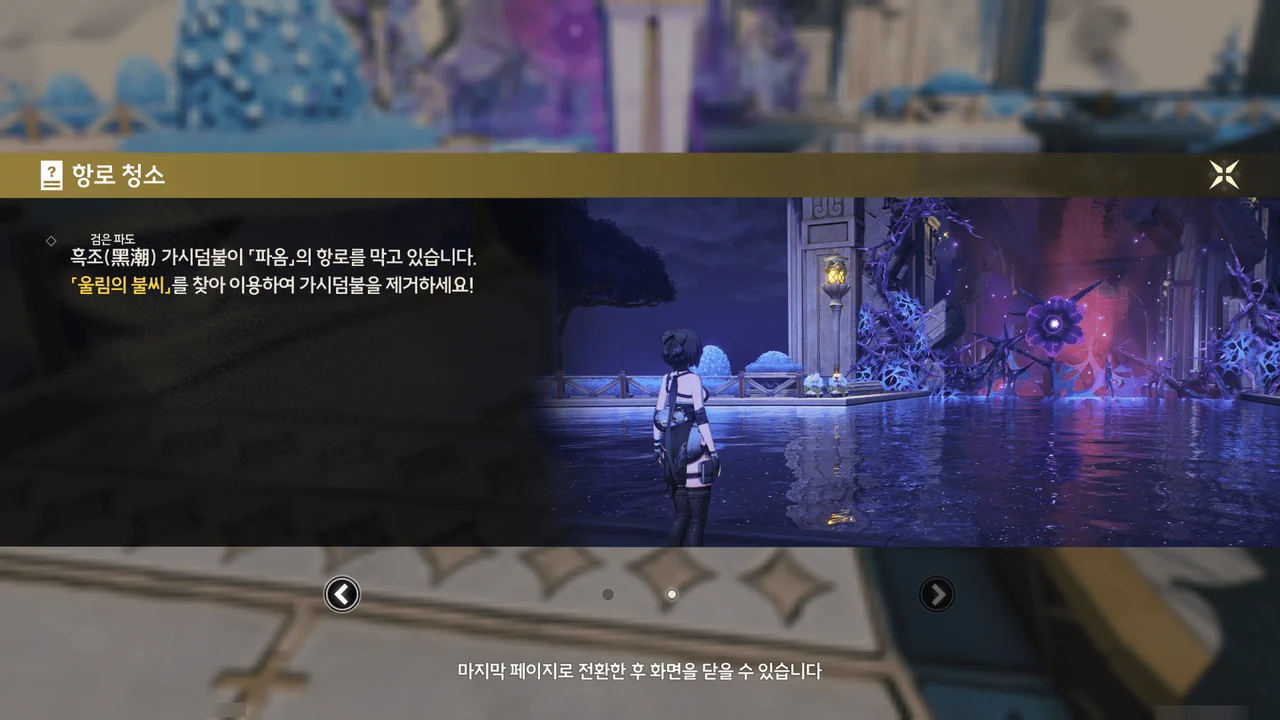 항로 청소
검은 파도
흑조(黑潮) 가시덤불이 「파옴」의 항로를 막고 있습니다.
「울림의 불씨」를 찾아 이용하여 가시덤불을 제거하세요!
마지막 페이지로 전환한 후 화면을 닫을 수 있습니다